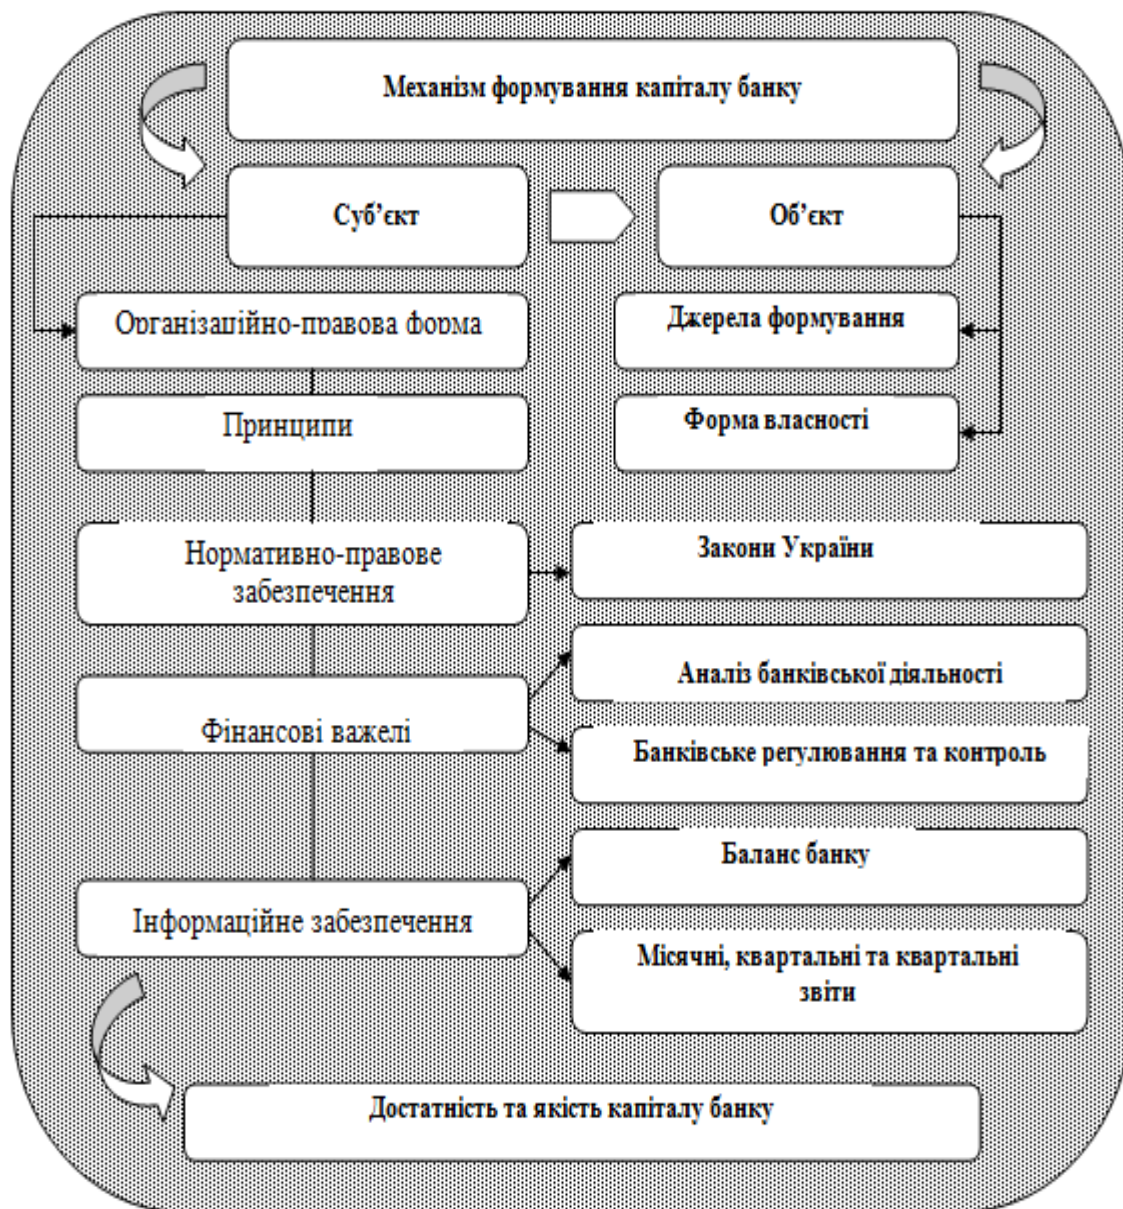 Механізм формування капіталу банку
Суб’єкт
Об’єкт
Організаційно-правова форма
Джерела формування
Принципи
Форма власності
Нормативно-правове
забезпечення
Закони України
Аналіз банківської діяльності
Фінансові важелі
Банківське регулювання та контроль
Баланс банку
Інформаційне забезпечення
Місячні, квартальні та квартальні
звіти
Достатність та якість капіталу банку